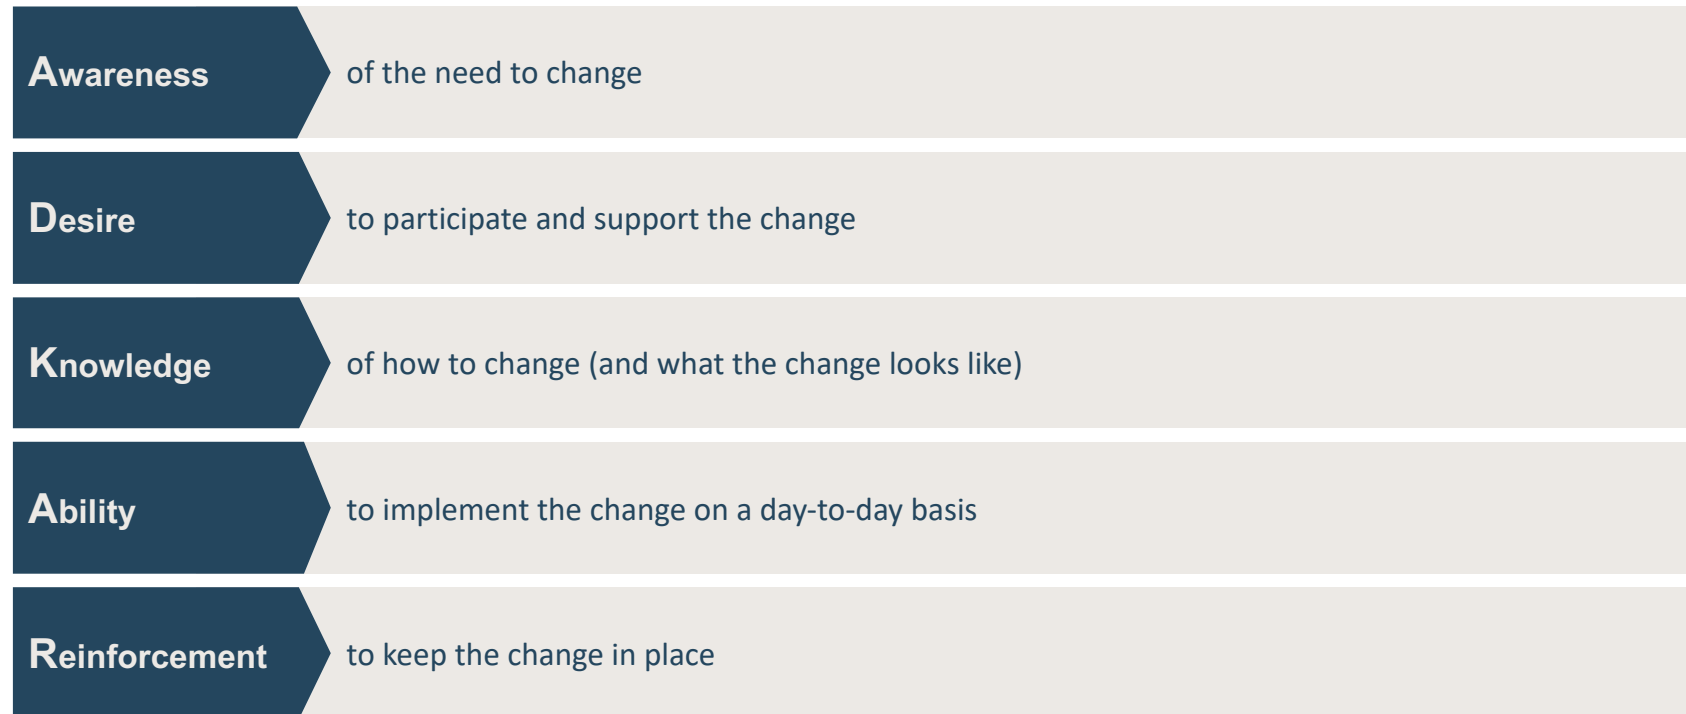 Awareness of the need to change
Desire to participate and support the change
Knowledge of how to change (and what the change looks like)
Ability to implement the change on a day-to-day basis
Reinforcement to keep the change in place